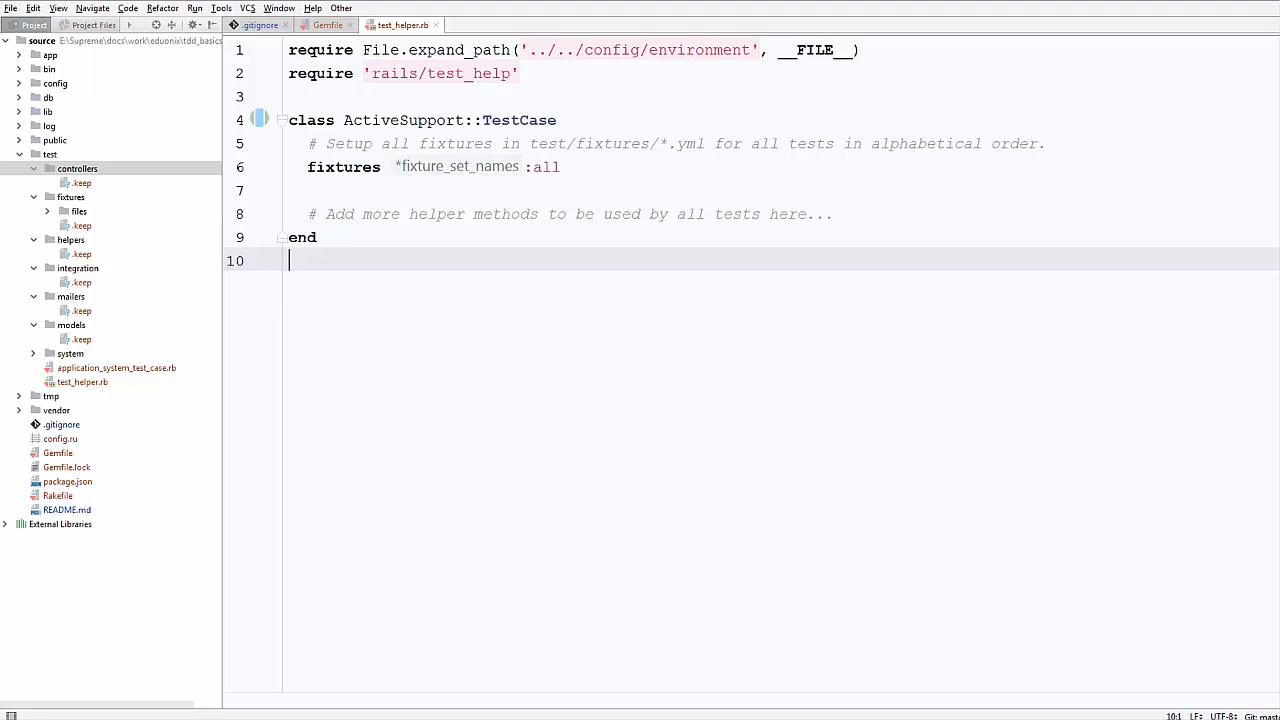 File Edit View Navigate Code Refactor Run Tools VCS Window Help Other
Project Project Files .gitignore Gemfile test_helper.rb
source E:\Supreme\docs\work\eduonix\tdd_basics
app
bin
config
db
lib
log
public
test
controllers
.keep
fixtures
files
.keep
helpers
.keep
integration
.keep
mailers
.keep
models
.keep
system
application_system_test_case.rb
test_helper.rb
tmp
vendor
.gitignore
config.ru
Gemfile
Gemfile.lock
package.json
Rakefile
README.md
External Libraries
1 require File.expand_path('../../config/environment', __FILE__)
2 require 'rails/test_help'
3
4 class ActiveSupport::TestCase
5 # Setup all fixtures in test/fixtures/*.yml for all tests in alphabetical order.
6 fixtures *fixture_set_names: :all
7
8 # Add more helper methods to be used by all tests here...
9 end
10
10:1 LF UTF-8 Git: